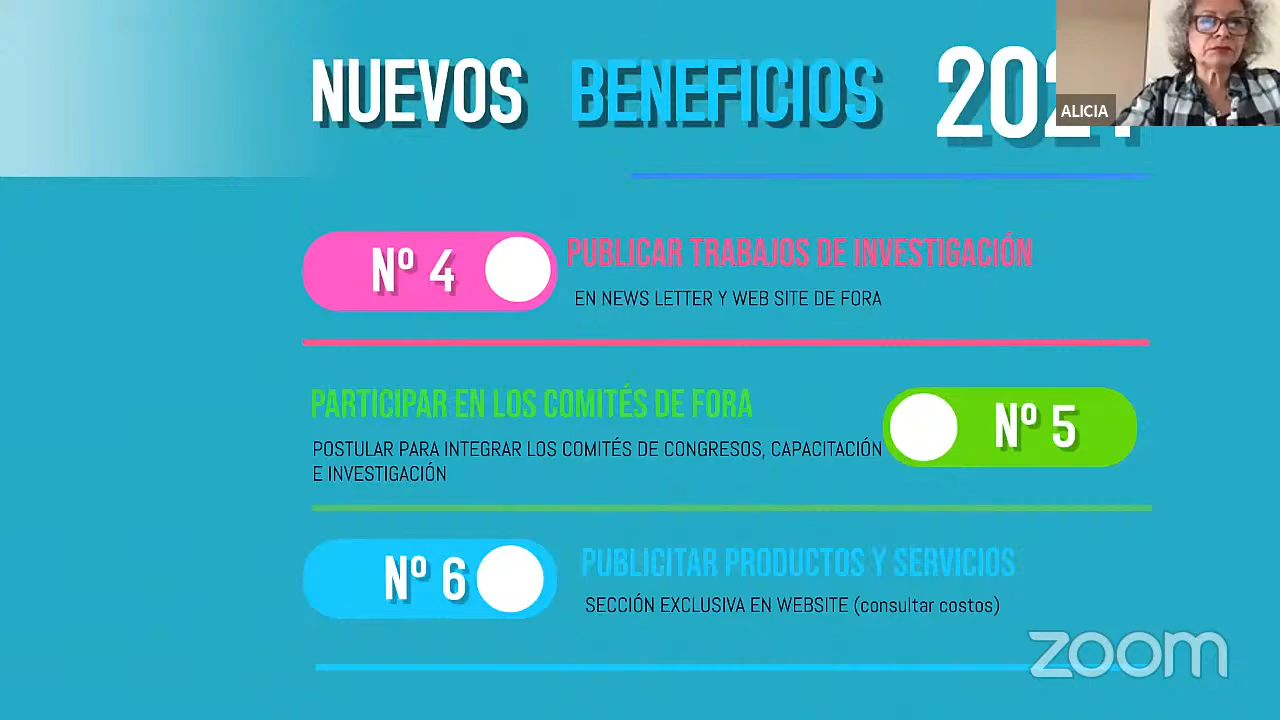 NUEVOS BENEFICIOS
ALICIA
Nº 4
PUBLICAR TRABAJOS DE INVESTIGACIÓN
EN NEWS LETTER Y WEB SITE DE FORA
PARTICIPAR EN LOS COMITÉS DE FORA
Nº 5
POSTULAR PARA INTEGRAR LOS COMITÉS DE CONGRESOS, CAPACITACIÓN
E INVESTIGACIÓN
Nº 6
PUBLICITAR PRODUCTOS Y SERVICIOS
SECCIÓN EXCLUSIVA EN WEBSITE (consultar costos)
zoom